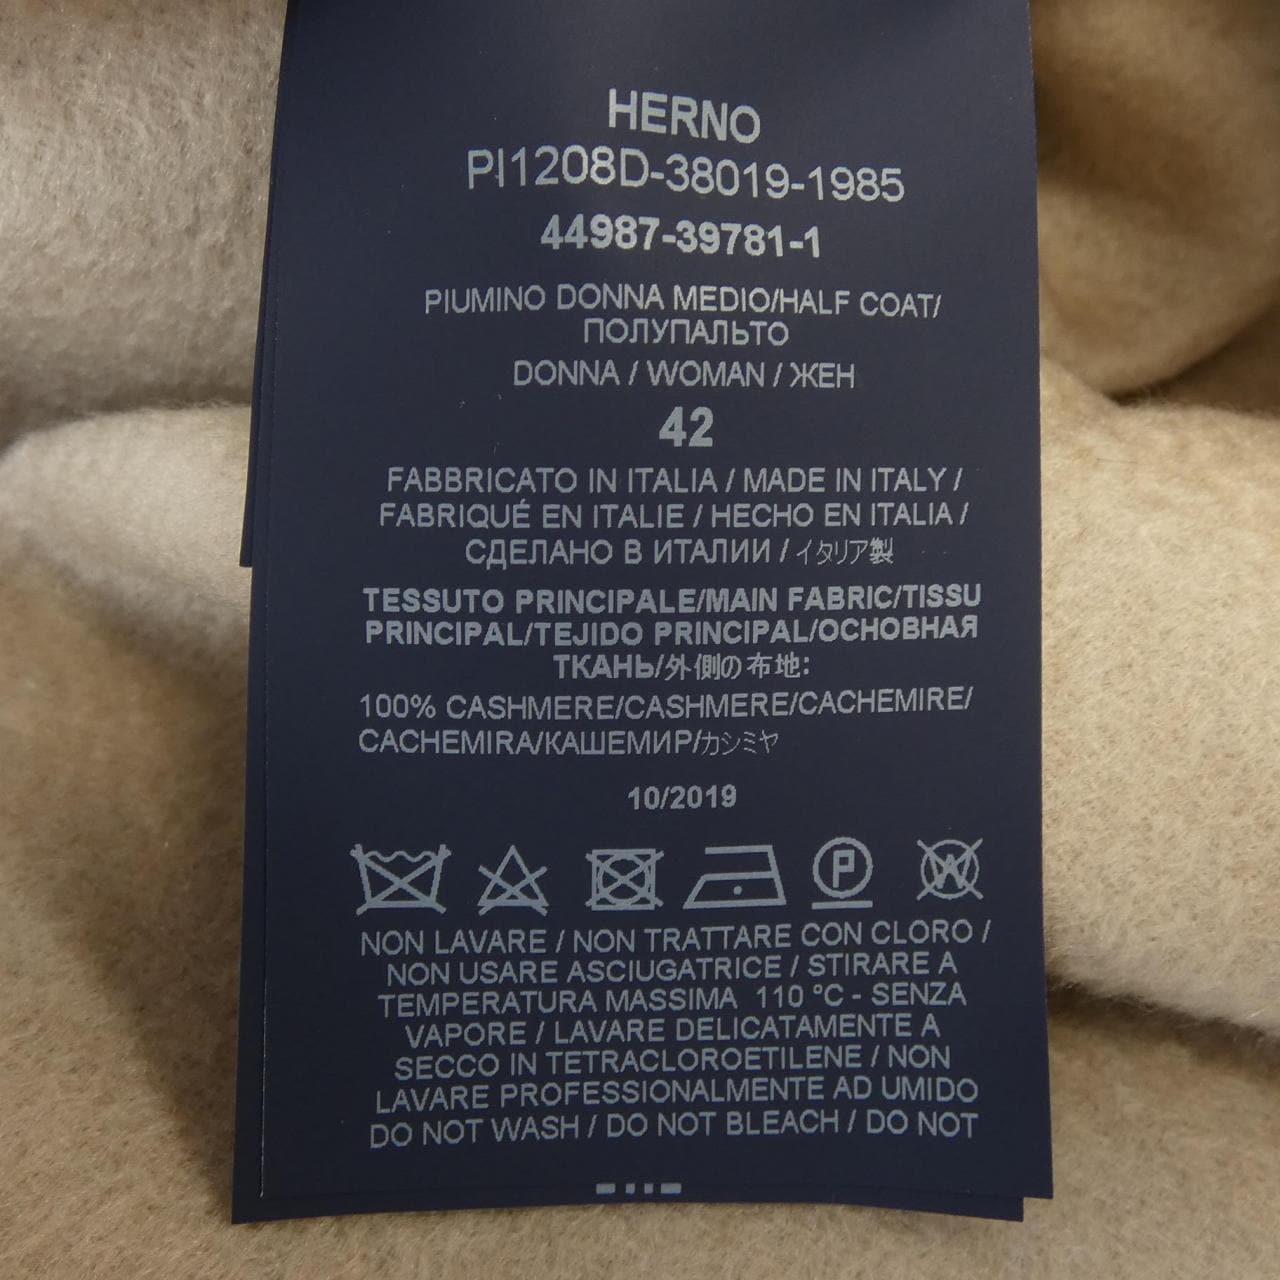 HERNO
PI1208D-38019-1985
44987-39781-1
PIUMINO DONNA MEDIO/HALF COAT/
ПОЛУПАЛЬТО
DONNA / WOMAN / ЖЕН
42
FABBRICATO IN ITALIA / MADE IN ITALY /
FABRIQUÉ EN ITALIE / HECHO EN ITALIA /
СДЕЛАНО В ИТАЛИИ / イタリア製
TESSUTO PRINCIPALE/MAIN FABRIC/TISSU
PRINCIPAL/TEJIDO PRINCIPAL/ОСНОВНАЯ
ТКАНЬ/外側の布地:
100% CASHMERE/CASHMERE/CACHEMIRE/
CACHEMIRA/КАШЕМИР/カシミヤ
10/2019
P W
NON LAVARE / NON TRATTARE CON CLORO /
NON USARE ASCIUGATRICE / STIRARE A
TEMPERATURA MASSIMA 110 °C - SENZA
VAPORE / LAVARE DELICATAMENTE A
SECCO IN TETRACLOROETILENE / NON
LAVARE PROFESSIONALMENTE AD UMIDO
DO NOT WASH / DO NOT BLEACH / DO NOT